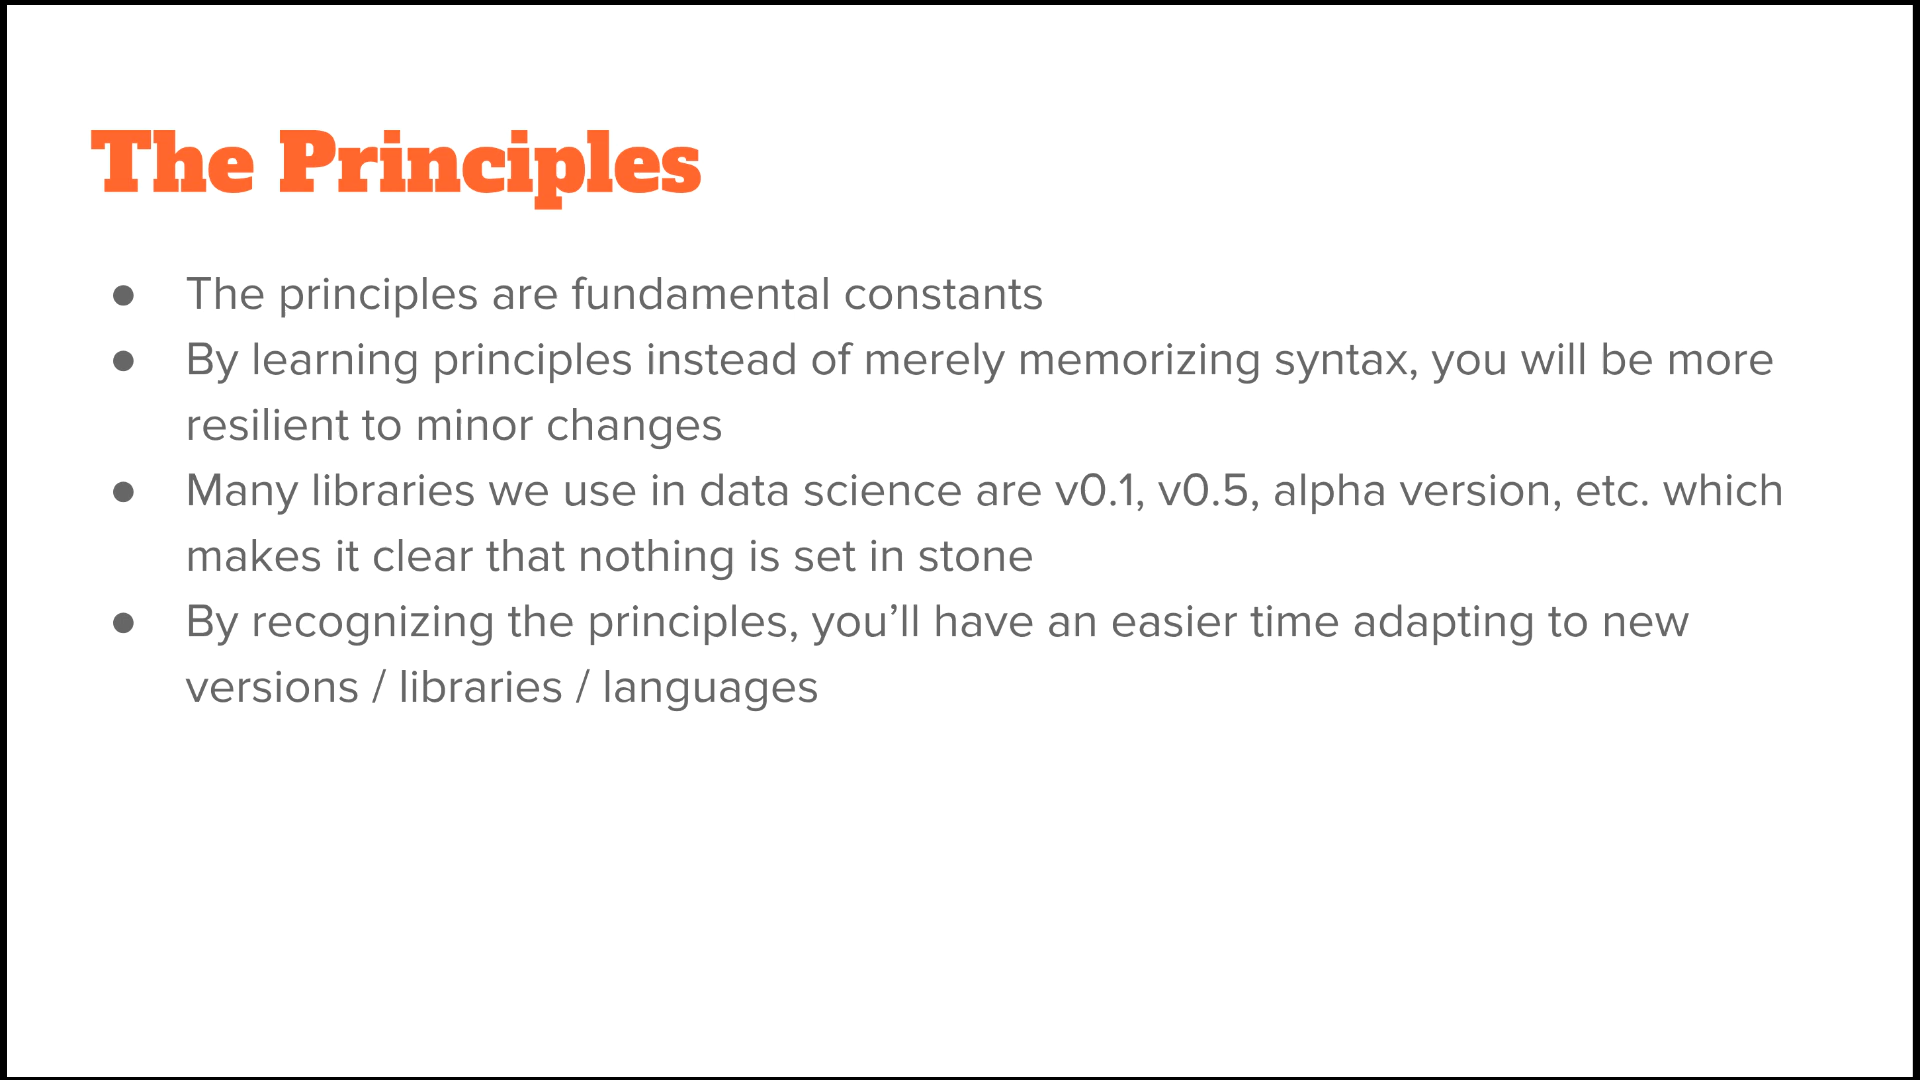 The Principles
● The principles are fundamental constants
● By learning principles instead of merely memorizing syntax, you will be more
resilient to minor changes
● Many libraries we use in data science are v0.1, v0.5, alpha version, etc. which
makes it clear that nothing is set in stone
● By recognizing the principles, you’ll have an easier time adapting to new
versions / libraries / languages